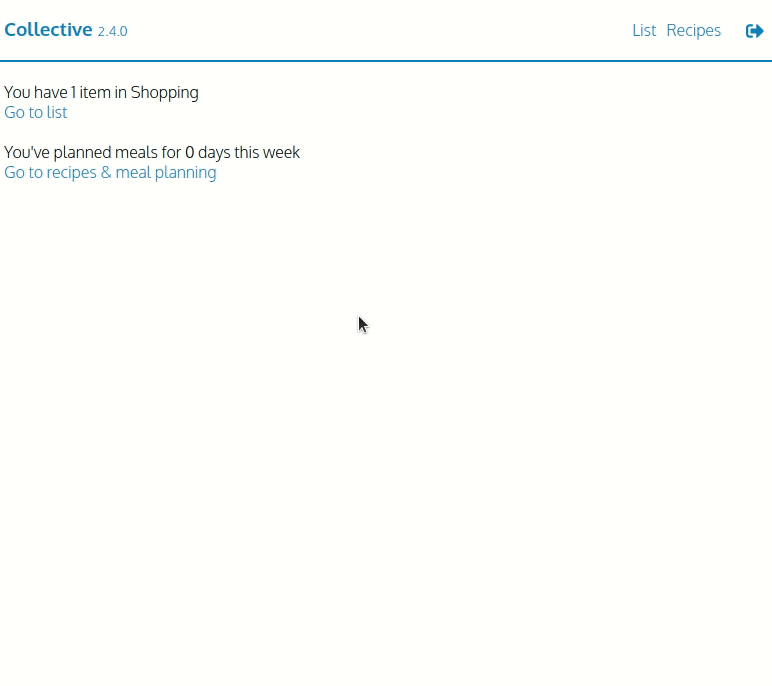 Collective 2.4.0
List Recipes
You have 1 item in Shopping
Go to list
You've planned meals for 0 days this week
Go to recipes & meal planning